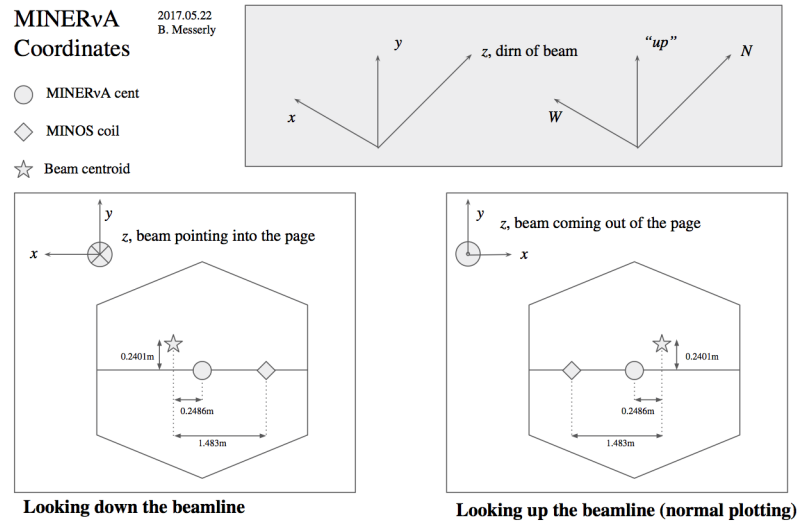 MINERνA
Coordinates
2017.05.22
B. Messerly
MINERνA cent
MINOS coil
Beam centroid
y
z, dirn of beam
x
“up”
N
W
y
z, beam pointing into the page
x
0.2401m
0.2486m
1.483m
Looking down the beamline
y
z, beam coming out of the page
x
0.2401m
0.2486m
1.483m
Looking up the beamline (normal plotting)